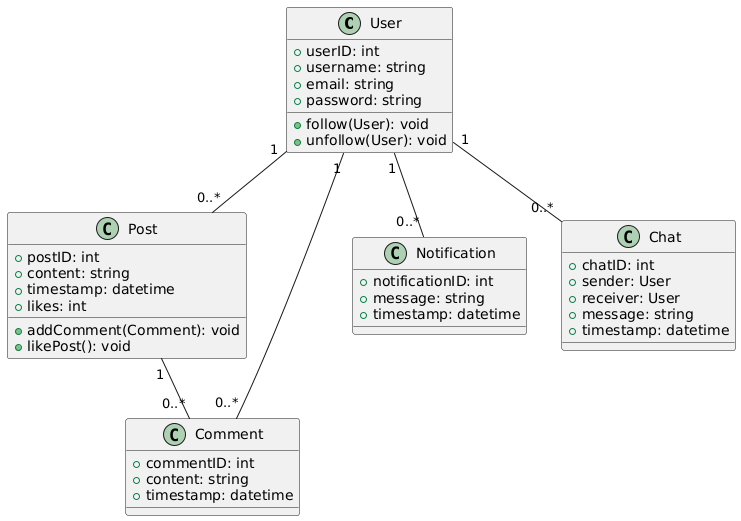 C User
userID: int
username: string
email: string
password: string
follow(User): void
unfollow(User): void
1
1
1
1
0..*
0..*
0..*
C Post
postID: int
content: string
timestamp: datetime
likes: int
addComment(Comment): void
likePost(): void
C Notification
notificationID: int
message: string
timestamp: datetime
C Chat
chatID: int
sender: User
receiver: User
message: string
timestamp: datetime
1
0..*
0..*
C Comment
commentID: int
content: string
timestamp: datetime